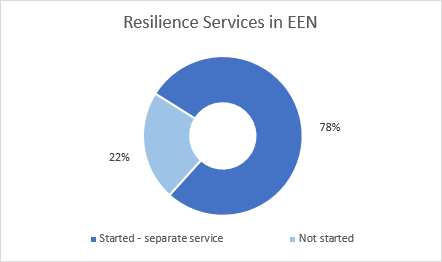 Resilience Services in EEN
78%
22%
Started - separate service
Not started